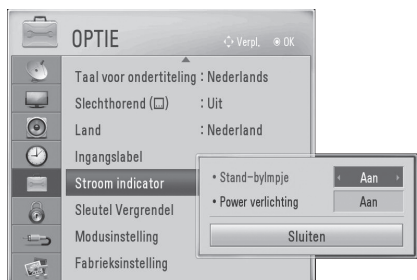 OPTIE
Verpl. OK
Taal voor ondertiteling : Nederlands
Slechthorend ( ) : Uit
Land : Nederland
Ingangslabel
Stroom indicator
• Stand-bylmpje Aan
• Power verlichting Aan
Sluiten
Sleutel Vergrendel
Modusinstelling
Fabrieksinstelling